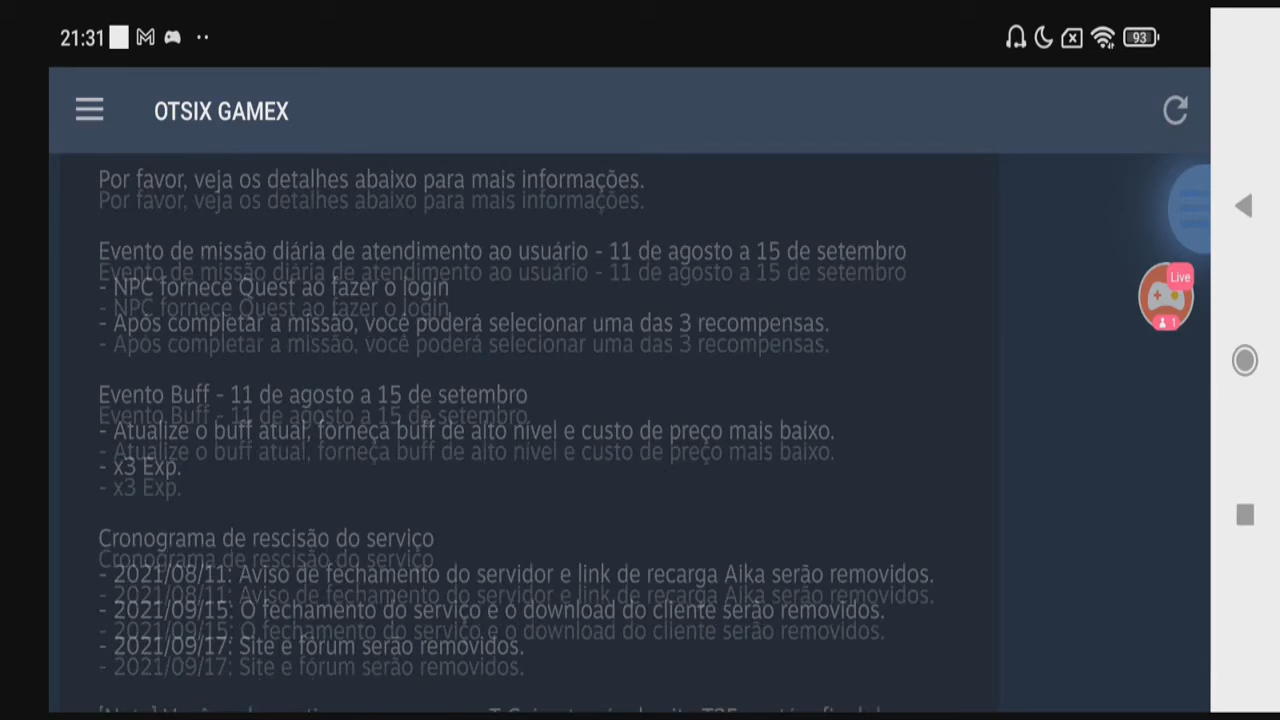 21:31
93
OTSIX GAMEX
Por favor, veja os detalhes abaixo para mais informações.
Evento de missão diária de atendimento ao usuário - 11 de agosto a 15 de setembro
- NPC fornece Quest ao fazer o login
- Após completar a missão, você poderá selecionar uma das 3 recompensas.
Live
1
Evento Buff - 11 de agosto a 15 de setembro
- Atualize o buff atual, forneça buff de alto nível e custo de preço mais baixo.
- x3 Exp.
Cronograma de rescisão do serviço
- 2021/08/11: Aviso de fechamento do servidor e link de recarga Aika serão removidos.
- 2021/09/15: O fechamento do serviço e o download do cliente serão removidos.
- 2021/09/17: Site e fórum serão removidos.